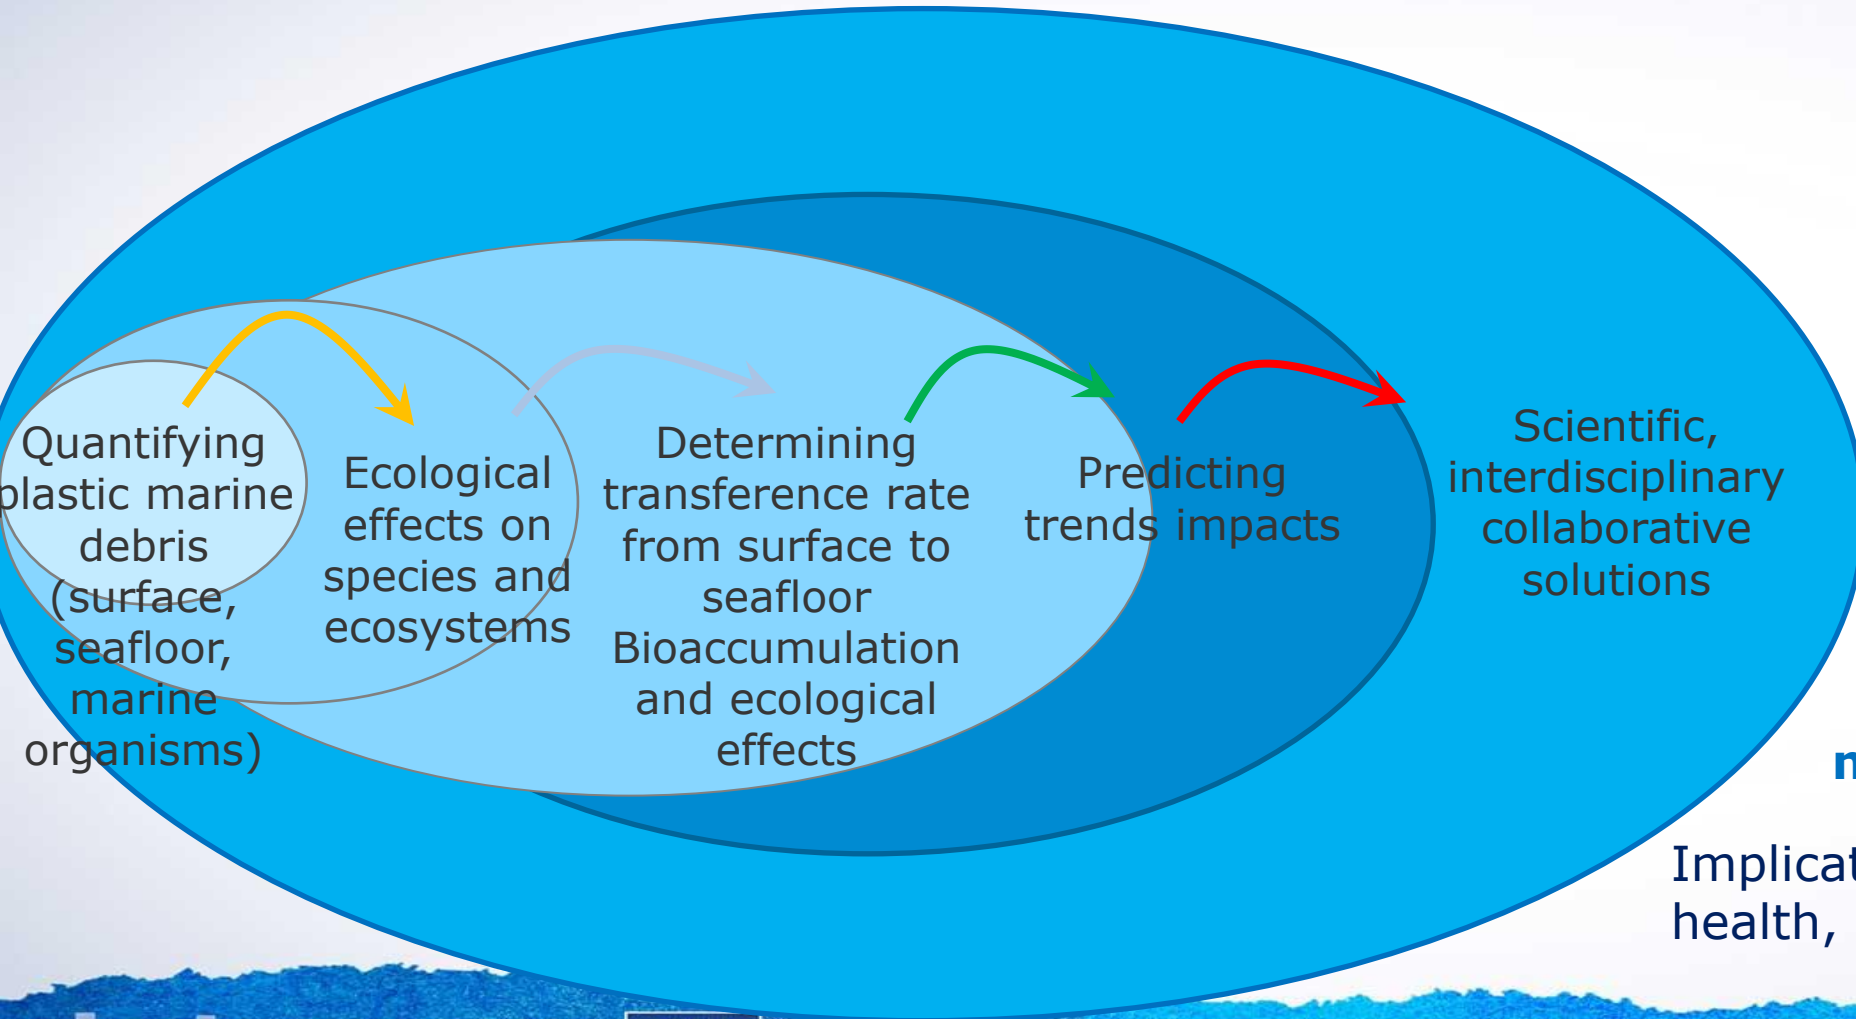 Quantifying
plastic marine
debris
(surface,
seafloor,
marine
organisms)
Ecological
effects on
species and
ecosystems
Determining
transference rate
from surface to
seafloor
Bioaccumulation
and ecological
effects
Predicting
trends impacts
Scientific,
interdisciplinary
collaborative
solutions
health,